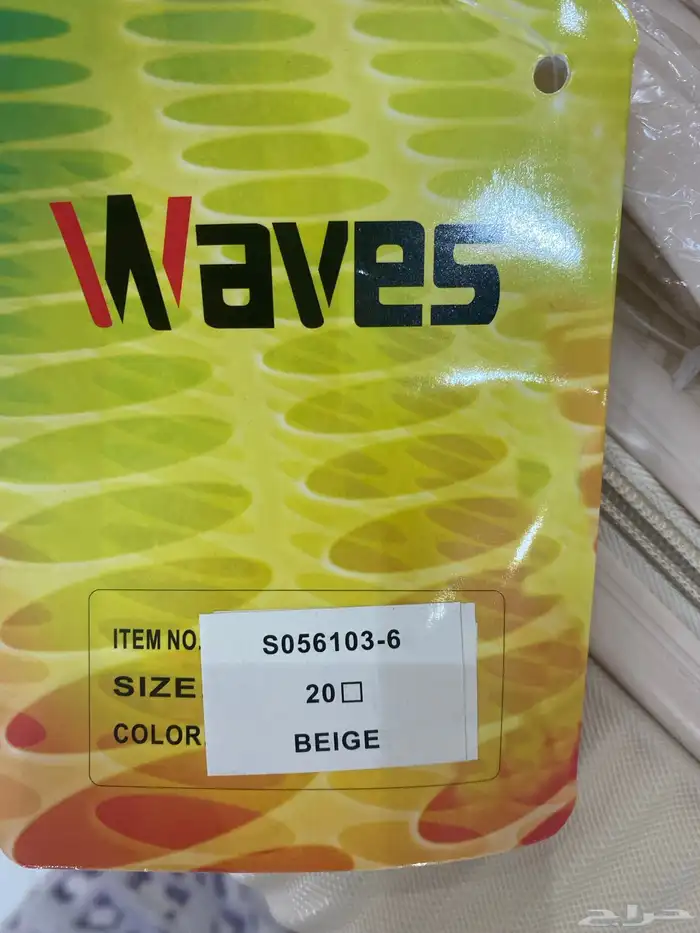 Waves
ITEM NO. S056103-6
SIZE 20□
COLOR BEIGE
حراج